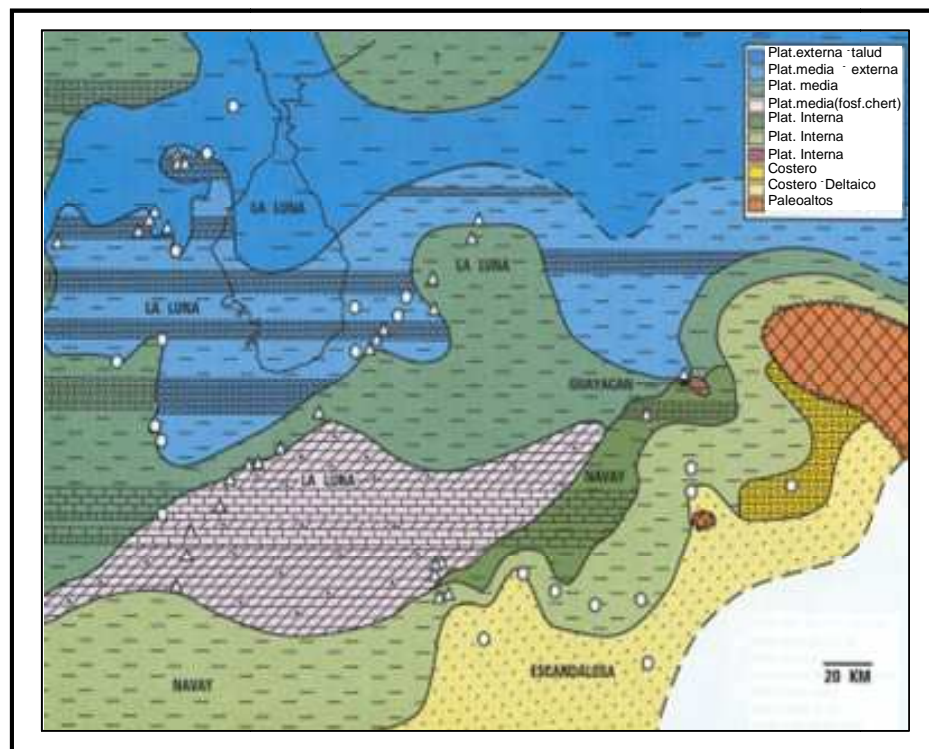 Plat.externa -talud
Plat.media - externa
Plat. media
Plat.media(fosf.chert)
Plat. Interna
Plat. Interna
Plat. Interna
Costero
Costero -Deltaico
Paleoaltos
LA LUNA
LA LUNA
LA LUNA
GUAYACAN
LA LUNA
NAVAY
ESCANDALOSA
NAVAY
20 KM